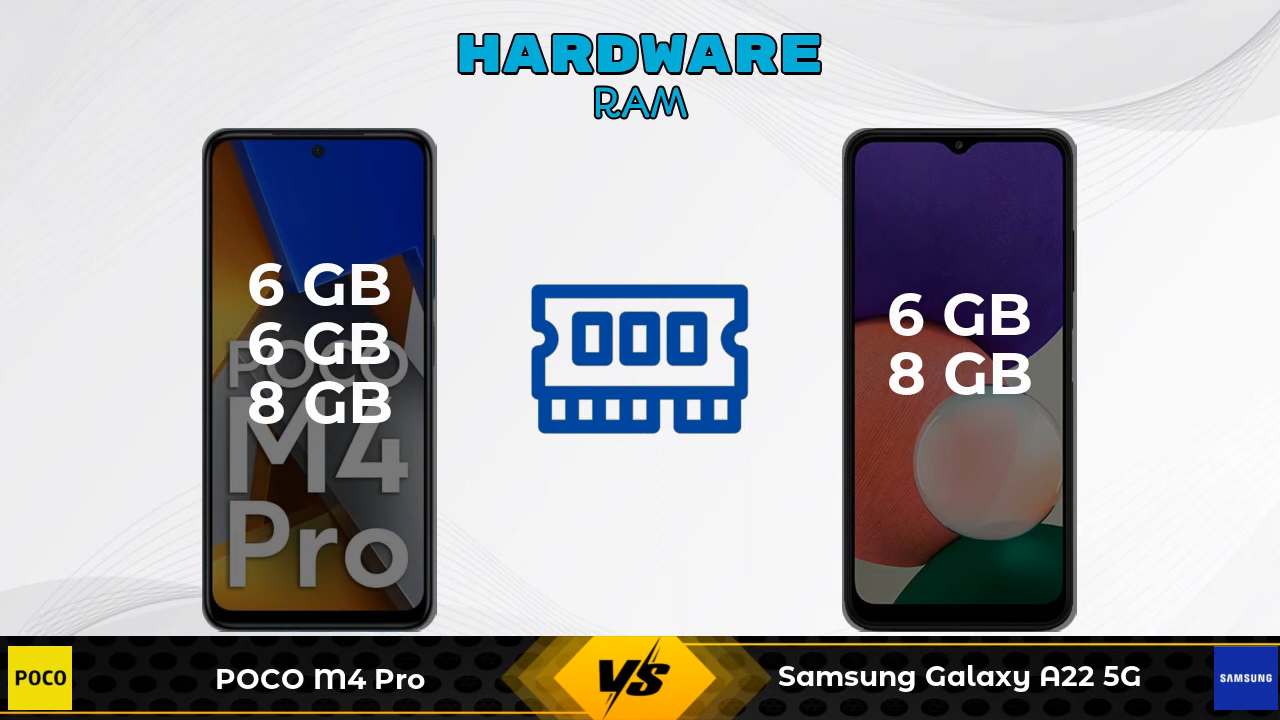 HARDWARE
RAM
6 GB
6 GB
8 GB
POCO
M4
Pro
6 GB
8 GB
POCO
POCO M4 Pro
VS
Samsung Galaxy A22 5G
SAMSUNG